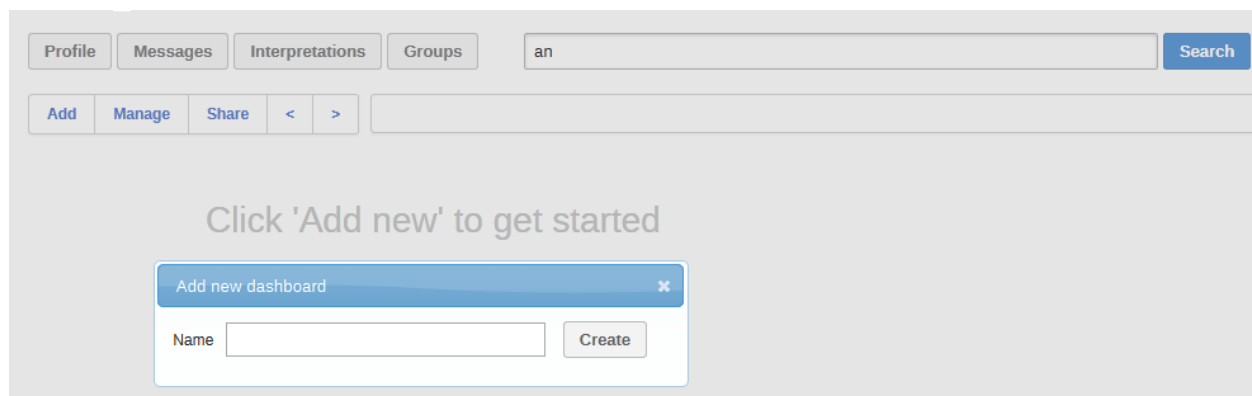 Profile Messages Interpretations Groups an Search
Add Manage Share < >
Click 'Add new' to get started
Add new dashboard
Name Create